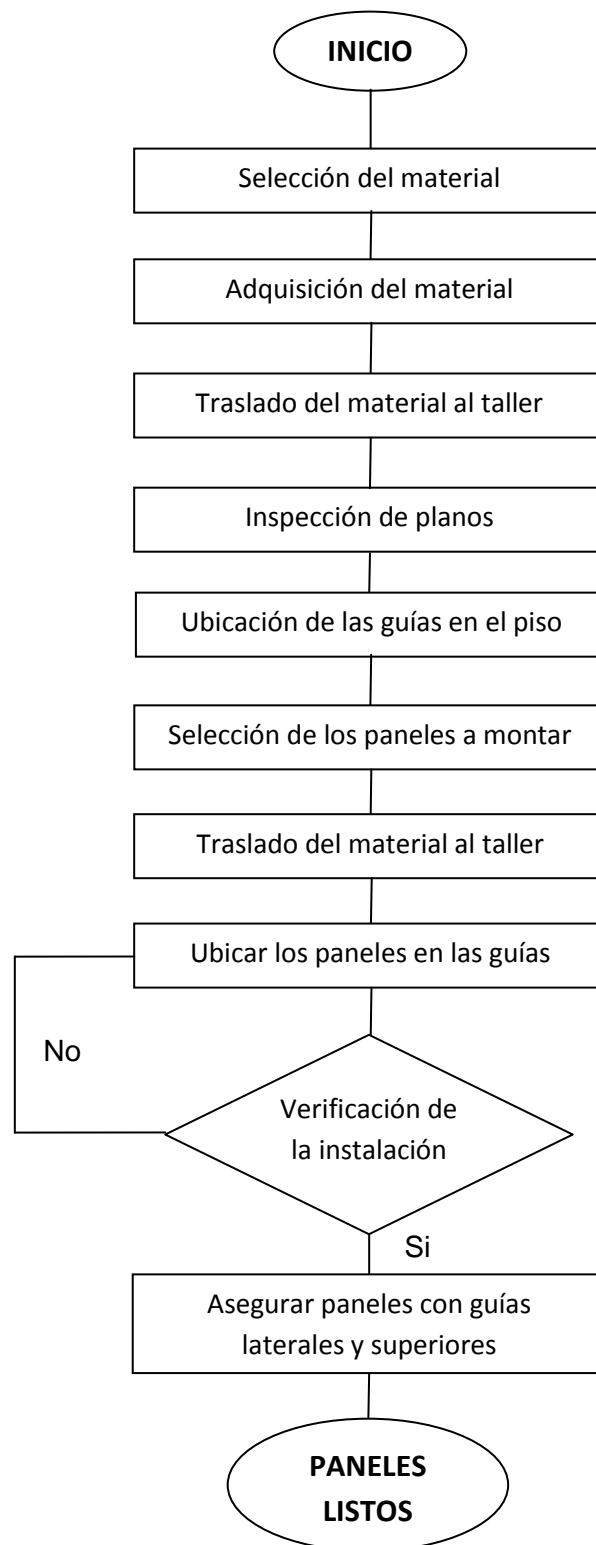 INICIO
Selección del material
Adquisición del material
Traslado del material al taller
Inspección de planos
Ubicación de las guías en el piso
Selección de los paneles a montar
Traslado del material al taller
Ubicar los paneles en las guías
No
Verificación de
la instalación
Si
Asegurar paneles con guías
laterales y superiores
PANELES
LISTOS